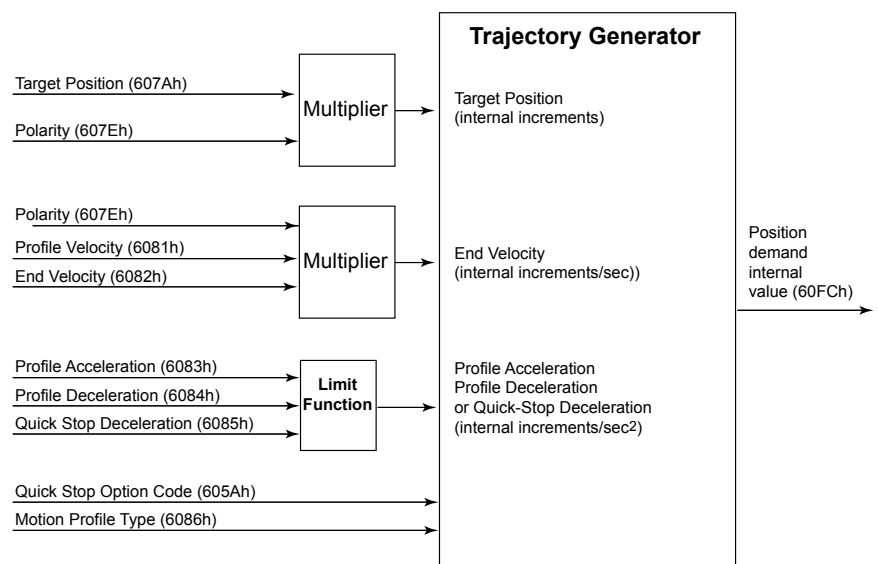 Trajectory Generator
Target Position (607Ah)
Polarity (607Eh)
Multiplier
Target Position
(internal increments)
Polarity (607Eh)
Profile Velocity (6081h)
End Velocity (6082h)
Multiplier
End Velocity
(internal increments/sec))
Position
demand
internal
value (60FCh)
Profile Acceleration (6083h)
Profile Deceleration (6084h)
Quick Stop Deceleration (6085h)
Limit
Function
Profile Acceleration
Profile Deceleration
or Quick-Stop Deceleration
(internal increments/sec2)
Quick Stop Option Code (605Ah)
Motion Profile Type (6086h)